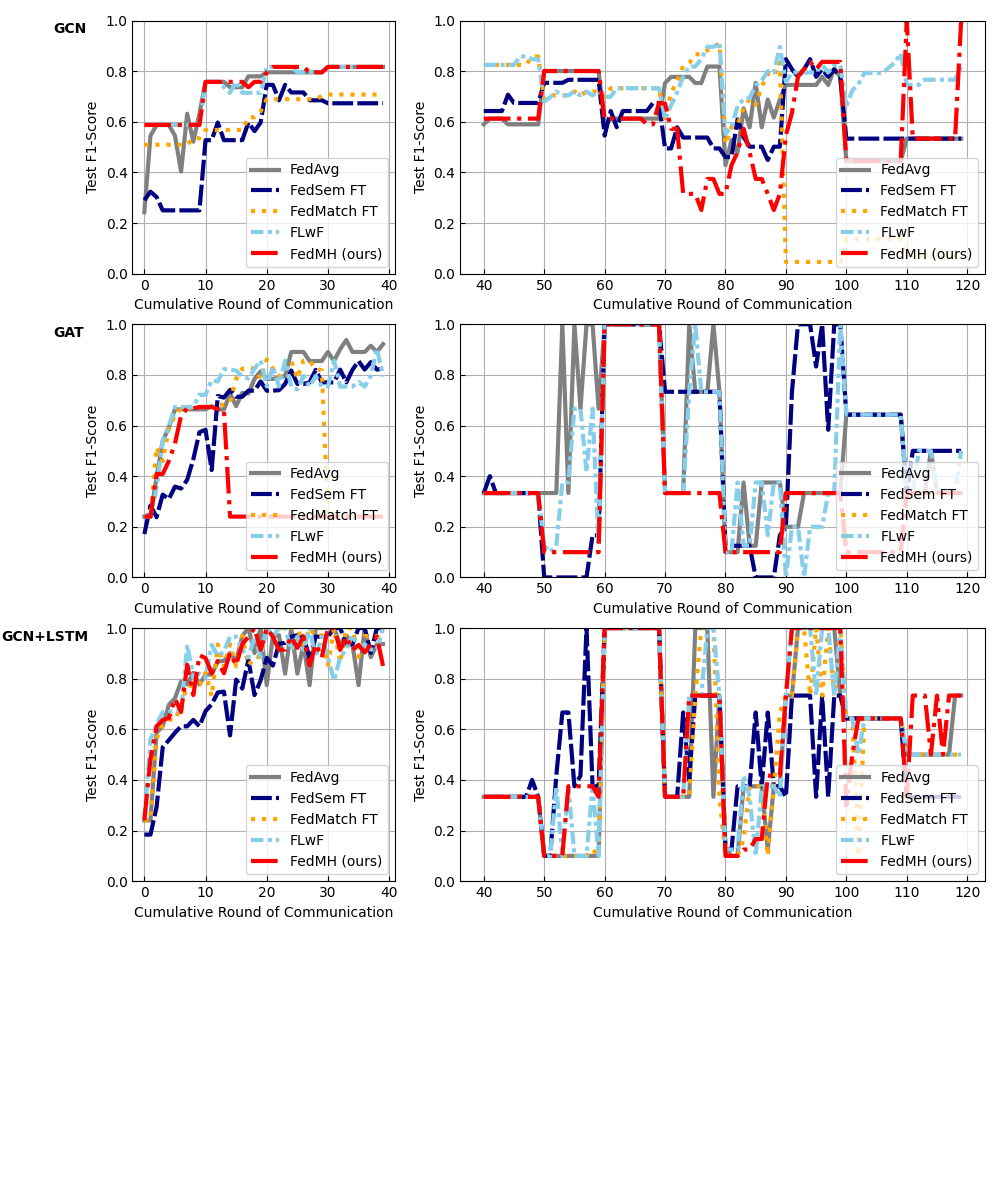 GCN
Test F1-Score
1.0
0.8
0.6
0.4
0.2
0.0
0 10 20 30 40
Cumulative Round of Communication
FedAvg
FedSem FT
FedMatch FT
FLwF
FedMH (ours)
Test F1-Score
1.0
0.8
0.6
0.4
0.2
0.0
40 50 60 70 80 90 100 110 120
Cumulative Round of Communication
FedAvg
FedSem FT
FedMatch FT
FLwF
FedMH (ours)
GAT
Test F1-Score
1.0
0.8
0.6
0.4
0.2
0.0
0 10 20 30 40
Cumulative Round of Communication
FedAvg
FedSem FT
FedMatch FT
FLwF
FedMH (ours)
Test F1-Score
1.0
0.8
0.6
0.4
0.2
0.0
40 50 60 70 80 90 100 110 120
Cumulative Round of Communication
FedAvg
FedSem FT
FedMatch FT
FLwF
FedMH (ours)
GCN+LSTM
Test F1-Score
1.0
0.8
0.6
0.4
0.2
0.0
0 10 20 30 40
Cumulative Round of Communication
FedAvg
FedSem FT
FedMatch FT
FLwF
FedMH (ours)
Test F1-Score
1.0
0.8
0.6
0.4
0.2
0.0
40 50 60 70 80 90 100 110 120
Cumulative Round of Communication
FedAvg
FedSem FT
FedMatch FT
FLwF
FedMH (ours)